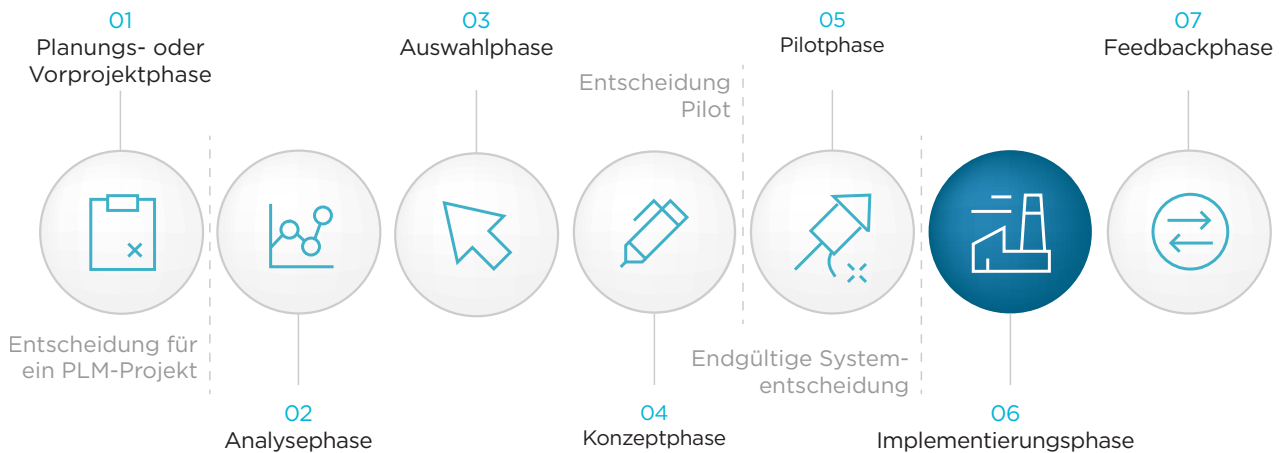 01
Planungs- oder
Vorprojektphase
03
Auswahlphase
05
Pilotphase
07
Feedbackphase
Entscheidung
Pilot
Entscheidung für
ein PLM-Projekt
Endgültige System-
entscheidung
02
Analysephase
04
Konzeptphase
06
Implementierungsphase